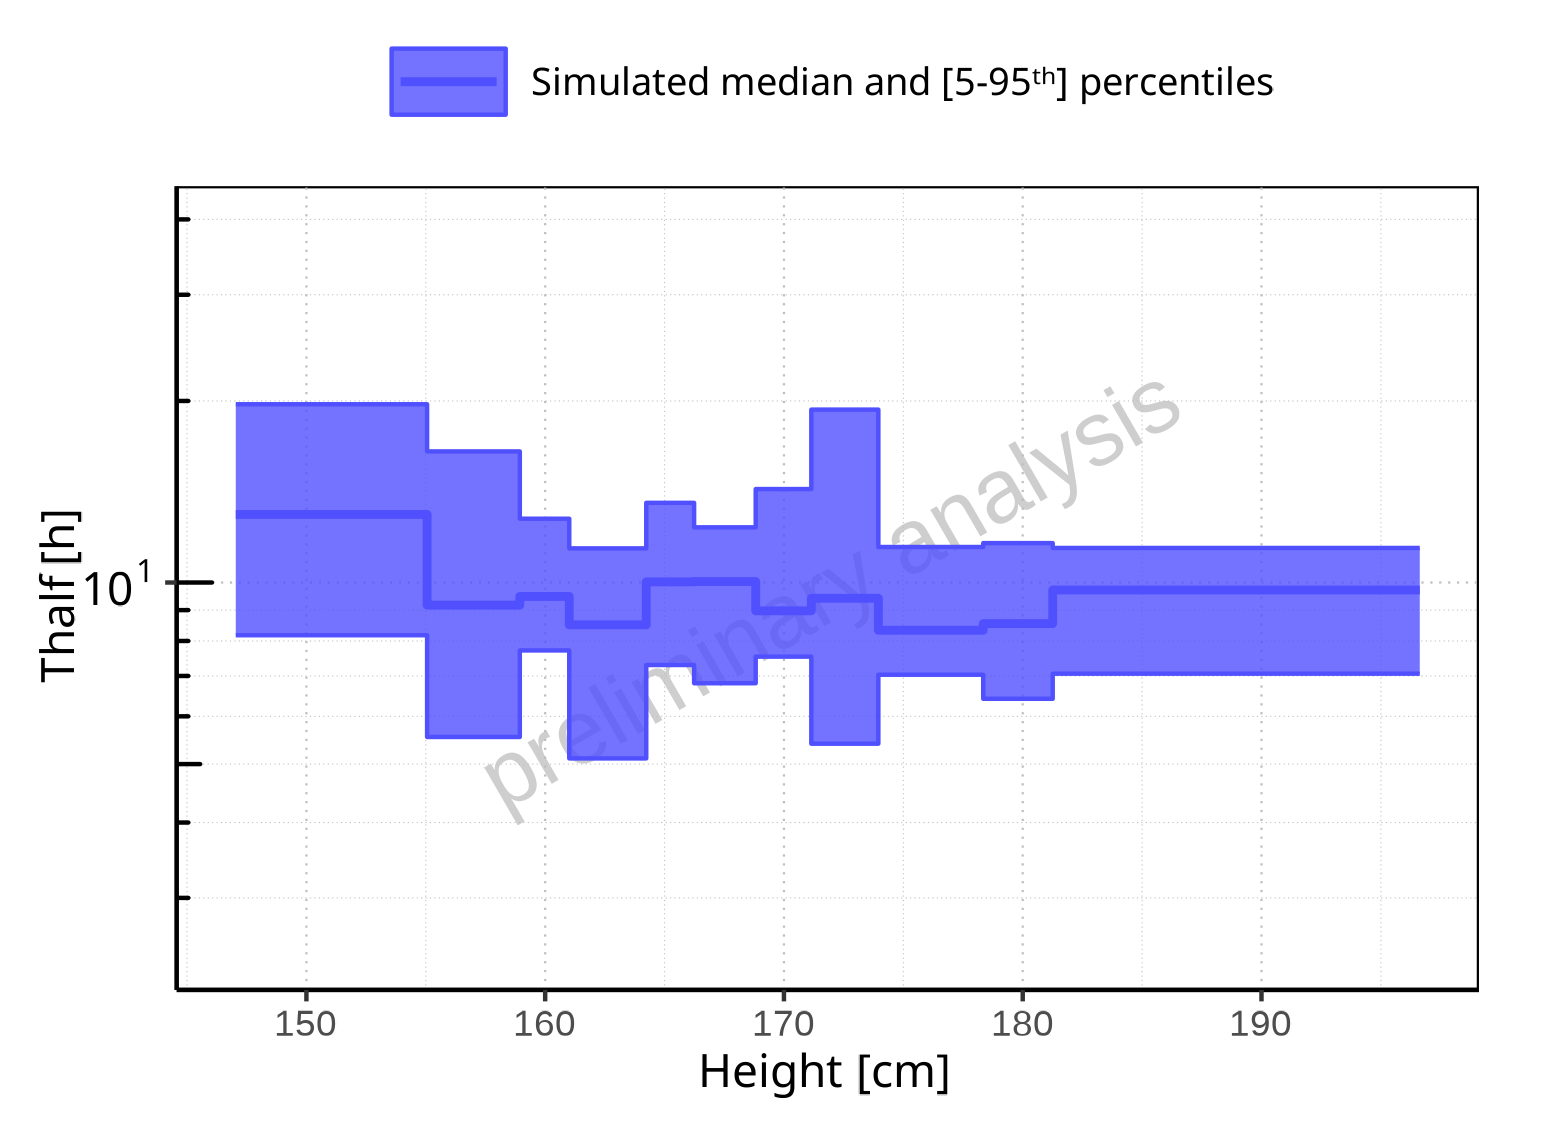 Simulated median and [5-95ᵗʰ] percentiles
Thalf [h]
10¹
preliminary analysis
150 160 170 180 190
Height [cm]